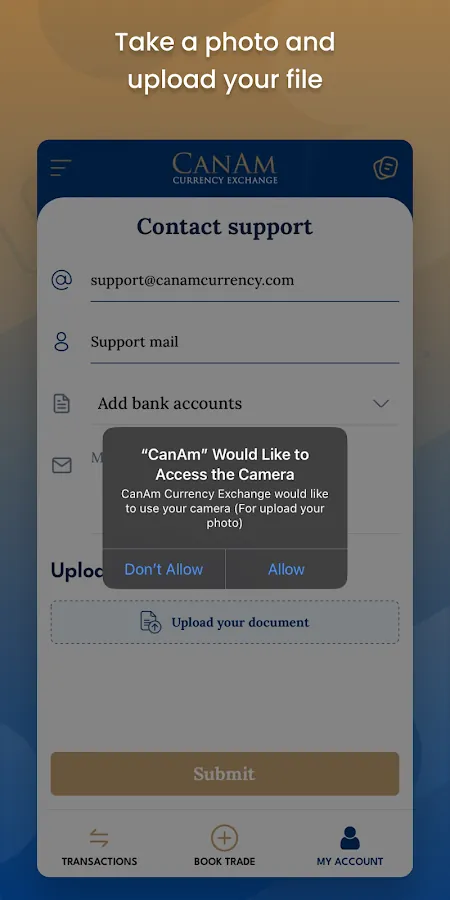 Take a photo and
upload your file
CANAM
CURRENCY EXCHANGE
Contact support
support@canamcurrency.com
Support mail
Add bank accounts
M
“CanAm” Would Like to
Access the Camera
CanAm Currency Exchange would like
to use your camera (For upload your
photo)
Don’t Allow
Allow
Uploa
Upload your document
Submit
TRANSACTIONS
BOOK TRADE
MY ACCOUNT